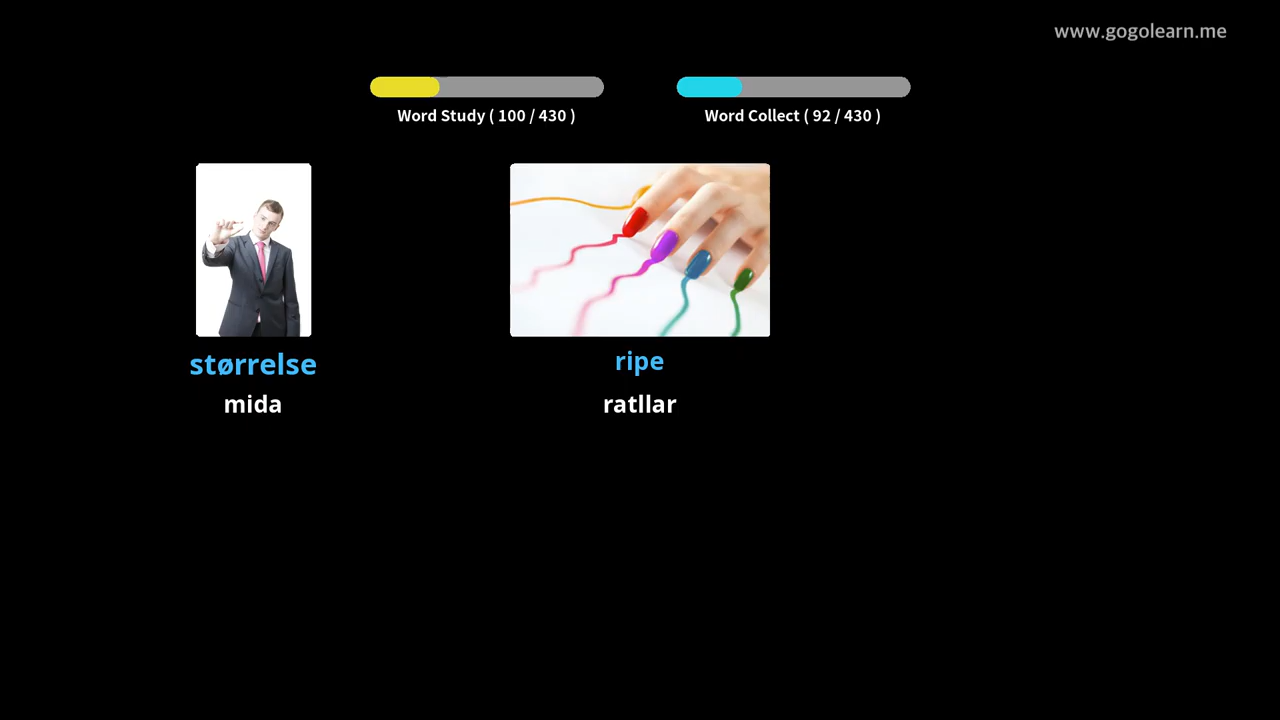 www.gogolearn.me
Word Study ( 100 / 430 )
Word Collect ( 92 / 430 )
størrelse
mida
ripe
ratllar